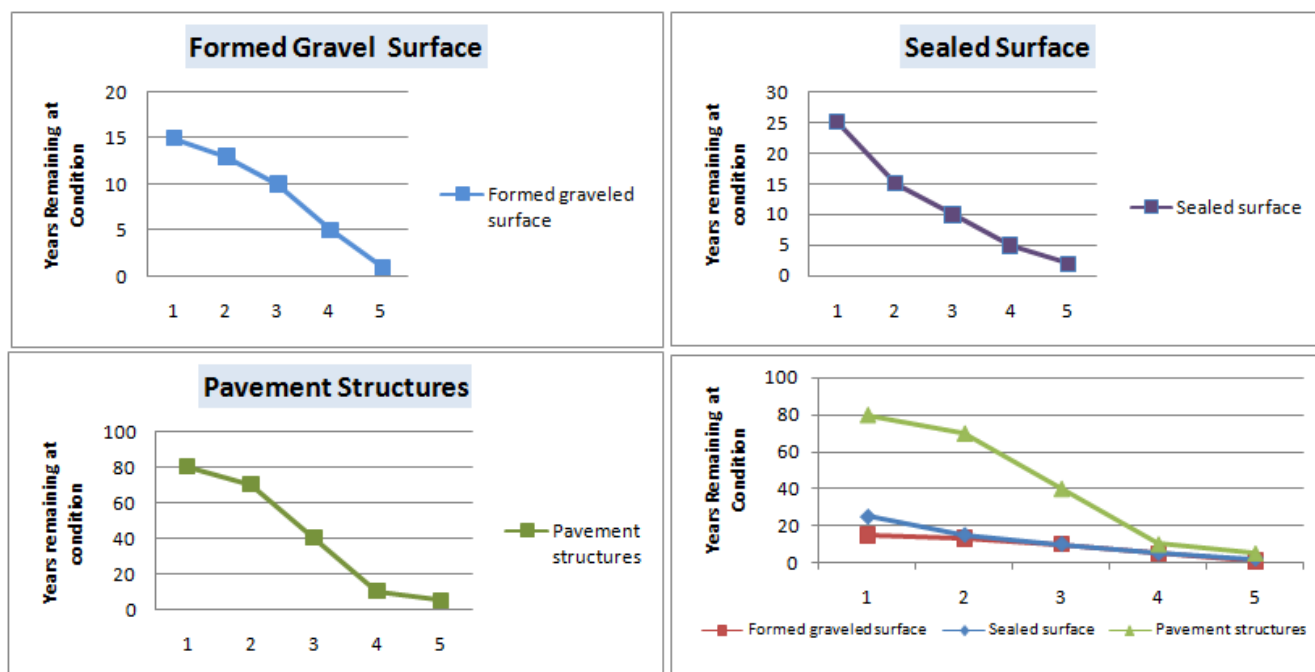 Formed Gravel Surface
Years Remaining at
Condition
20
15
10
5
0
1 2 3 4 5
Formed graveled
surface
Sealed Surface
Years remaining at
condition
30
25
20
15
10
5
0
1 2 3 4 5
Sealed surface
Pavement Structures
Years remaining at
condition
100
80
60
40
20
0
1 2 3 4 5
Pavement
structures
Years Remaining at
Condition
100
80
60
40
20
0
1 2 3 4 5
Formed graveled surface Sealed surface Pavement structures